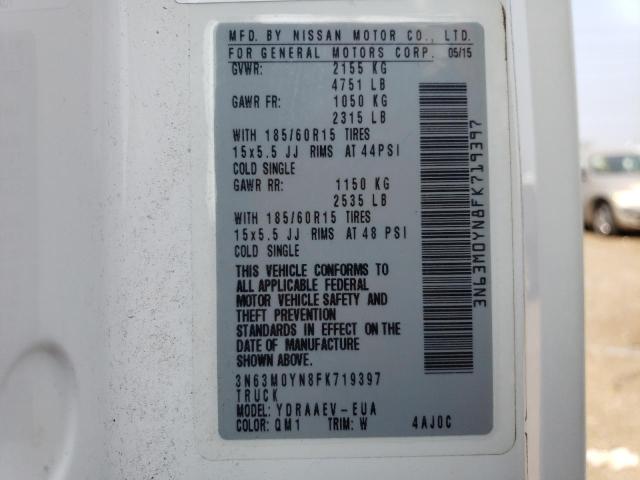 MFD. BY NISSAN MOTOR CO., LTD.
FOR GENERAL MOTORS CORP. 05/15
GVWR: 2155 KG
4751 LB
GAWR FR: 1050 KG
2315 LB
WITH 185/60R15 TIRES
15x5.5 JJ RIMS AT 44PSI
COLD SINGLE
GAWR RR: 1150 KG
2535 LB
WITH 185/60R15 TIRES
15x5.5 JJ RIMS AT 48 PSI
COLD SINGLE
THIS VEHICLE CONFORMS TO
ALL APPLICABLE FEDERAL
MOTOR VEHICLE SAFETY AND
THEFT PREVENTION
STANDARDS IN EFFECT ON THE
DATE OF MANUFACTURE
SHOWN ABOVE.
3N63M0YN8FK719397
TRUCK
MODEL: YDRAAEV-EUA
COLOR: QM1 TRIM: W 4AJ0C
3N63M0YN8FK719397